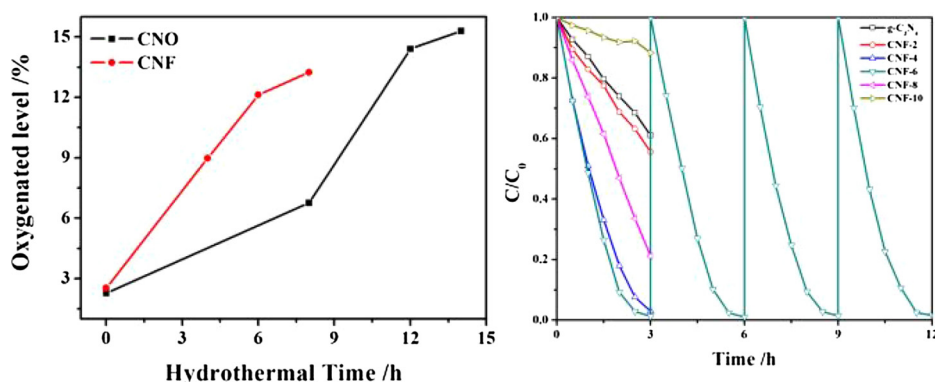 Oxygenated level /%
15
12
9
6
3
CNO
CNF
0 3 6 9 12 15
Hydrothermal Time /h
C/C0
1.0
0.8
0.6
0.4
0.2
0.0
g-C3N4
CNF-2
CNF-4
CNF-6
CNF-8
CNF-10
0 3 6 9 12
Time /h